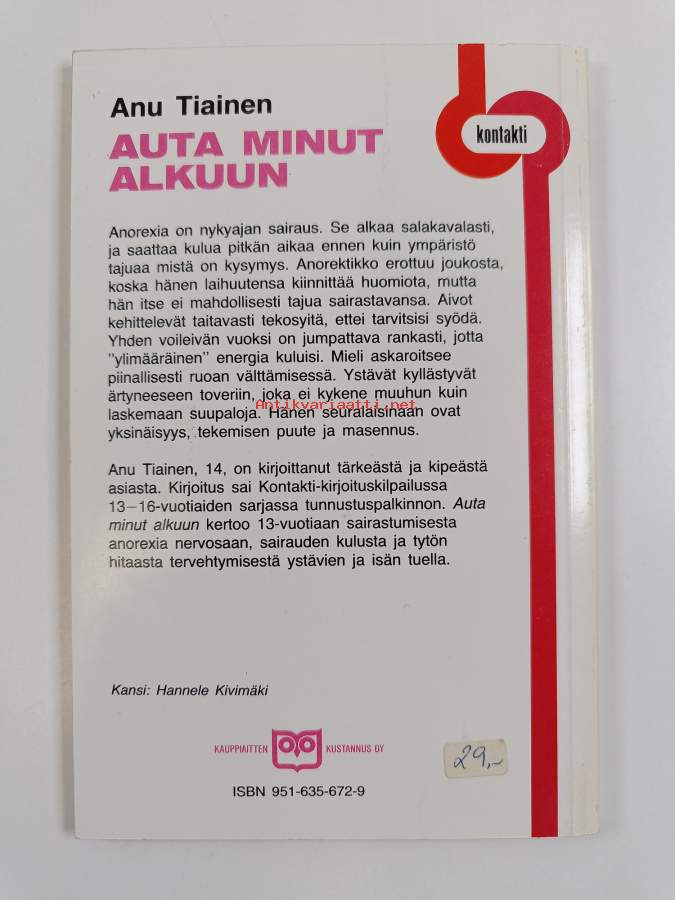 Anu Tiainen
AUTA MINUT
ALKUUN
kontakti
Anorexia on nykyajan sairaus. Se alkaa salakavalasti,
ja saattaa kulua pitkän aikaa ennen kuin ympäristö
tajuaa mistä on kysymys. Anorektikko erottuu joukosta,
koska hänen laihuutensa kiinnittää huomiota, mutta
hän itse ei mahdollisesti tajua sairastavansa. Aivot
kehittelevät taitavasti tekosyitä, ettei tarvitsisi syödä.
Yhden voileivän vuoksi on jumpattava rankasti, jotta
"ylimääräinen" energia kuluisi. Mieli askaroitsee
piinallisesti ruoan välttämisessä. Ystävät kyllästyvät
ärtyneeseen toveriin, joka ei kykene muuhun kuin
Antikvariaatti.net
laskemaan suupaloja. Hänen seuralaisinaan ovat
yksinäisyys, tekemisen puute ja masennus.
Anu Tiainen, 14, on kirjoittanut tärkeästä ja kipeästä
asiasta. Kirjoitus sai Kontakti-kirjoituskilpailussa
13–16-vuotiaiden sarjassa tunnustuspalkinnon. Auta
minut alkuun kertoo 13-vuotiaan sairastumisesta
anorexia nervosaan, sairauden kulusta ja tytön
hitaasta tervehtymisestä ystävien ja isän tuella.
Kansi: Hannele Kivimäki
KAUPPIAITTEN KUSTANNUS OY
29,-
ISBN 951-635-672-9